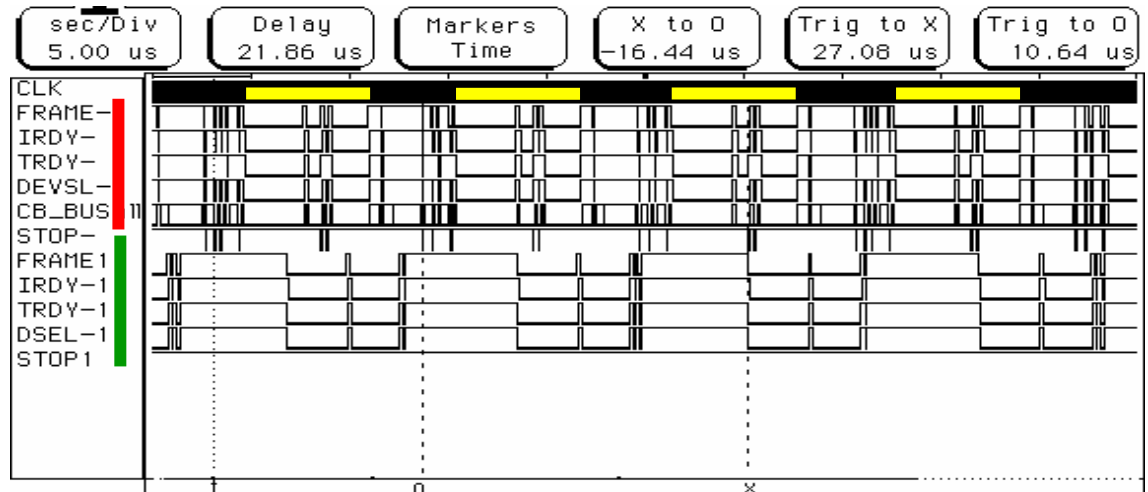 sec/Div Delay Markers X to O Trig to X Trig to O
5.00 us 21.86 us Time -16.44 us 27.08 us 10.64 us
CLK
FRAME-
IRDY-
TRDY-
DEVSL-
CB_BUS
STOP-
FRAME1
IRDY-1
TRDY-1
DSEL-1
STOP1
O X